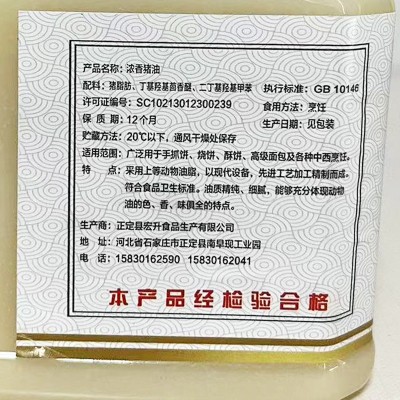 产品名称：浓香猪油
配料：猪脂肪、丁基羟基茴香醚、二丁基羟基甲苯
执行标准：GB 10146
许可证编号：SC10213012300239
食用方法：烹饪
保 质 期：12个月
生产日期：见包装
贮藏方法：20℃以下，通风干燥处保存
适用范围：广泛用于手抓饼、烧饼、酥饼、高级面包及各种中西烹饪。
特 点：采用上等动物油脂，以现代设备，先进工艺加工精制而成。
符合食品卫生标准。油质精纯、细腻，能够充分体现动物
油的色、香、味俱全的特点。
生产商：正定县宏升食品生产有限公司
地 址：河北省石家庄市正定县南早现工业园
电 话：15830162590 15830162041
本产品经检验合格